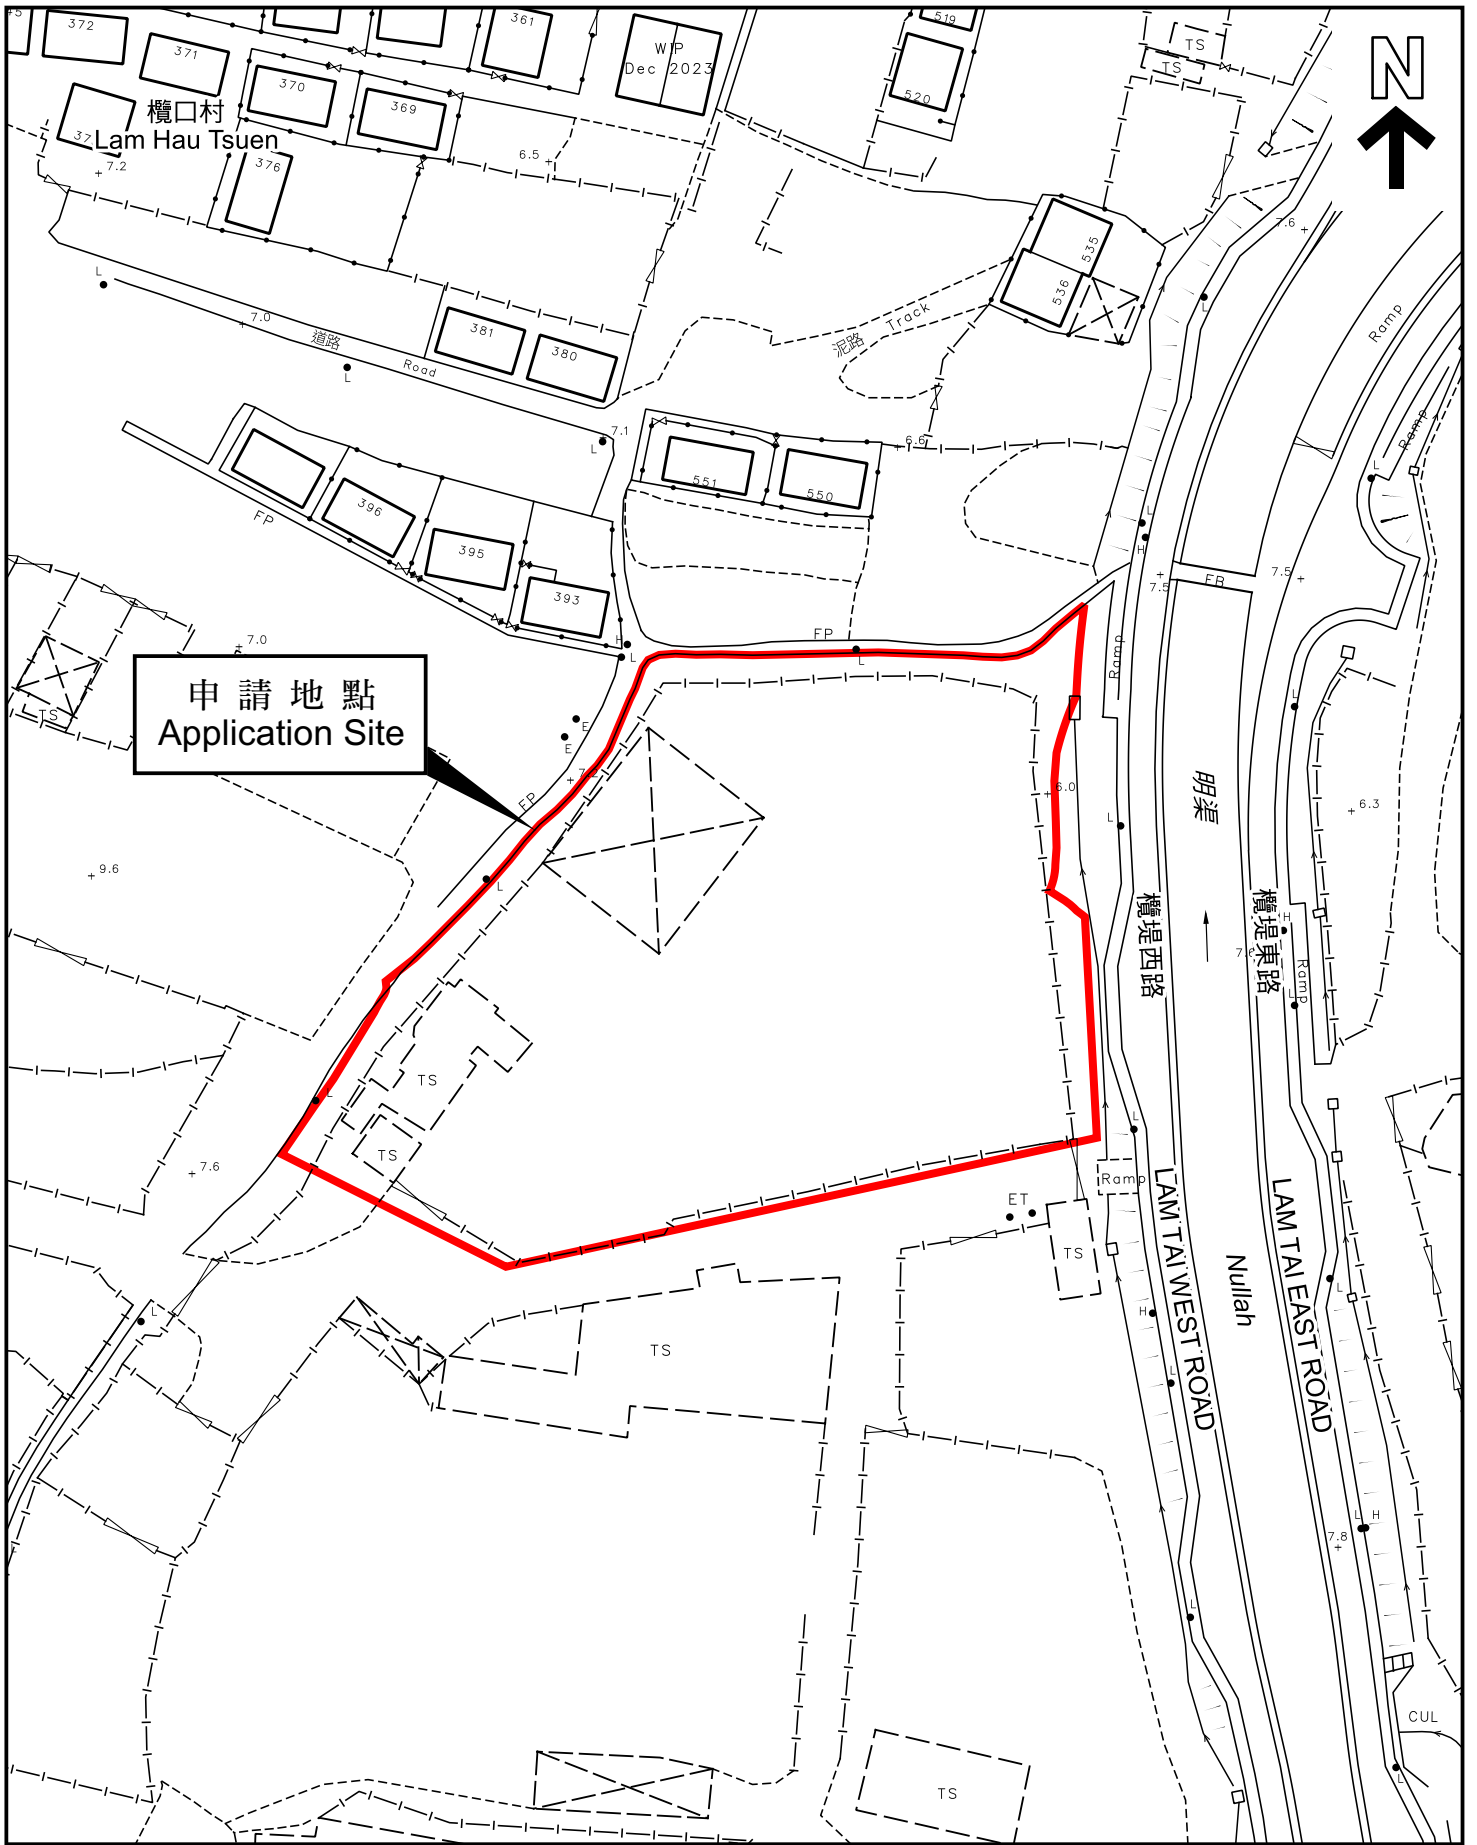 372
371
370
369
361
WIP
Dec 2023
519
520
TS
TS
N
欖口村
Lam Hau Tsuen
376
7.2
6.5
535
536
7.6
L
7.0
道路
Road
381
380
泥路
Track
L
Ramp
L
L
7.1
551
550
6.6
Ramp
L
FP
396
395
393
L
H
7.5
FB
7.5
7.0
H
L
FP
L
Ramp
TS
申請地點
Application Site
E
E
7.2
FP
L
6.0
L
明渠
6.3
L
9.6
欖堤西路
欖堤東路
H
Ramp
L
TS
TS
L
7.6
L
Ramp
ET
TS
LAM TAI WEST ROAD
LAM TAI EAST ROAD
Nullah
L
H
L
L
TS
L H
7.8
L
CUL
L
TS